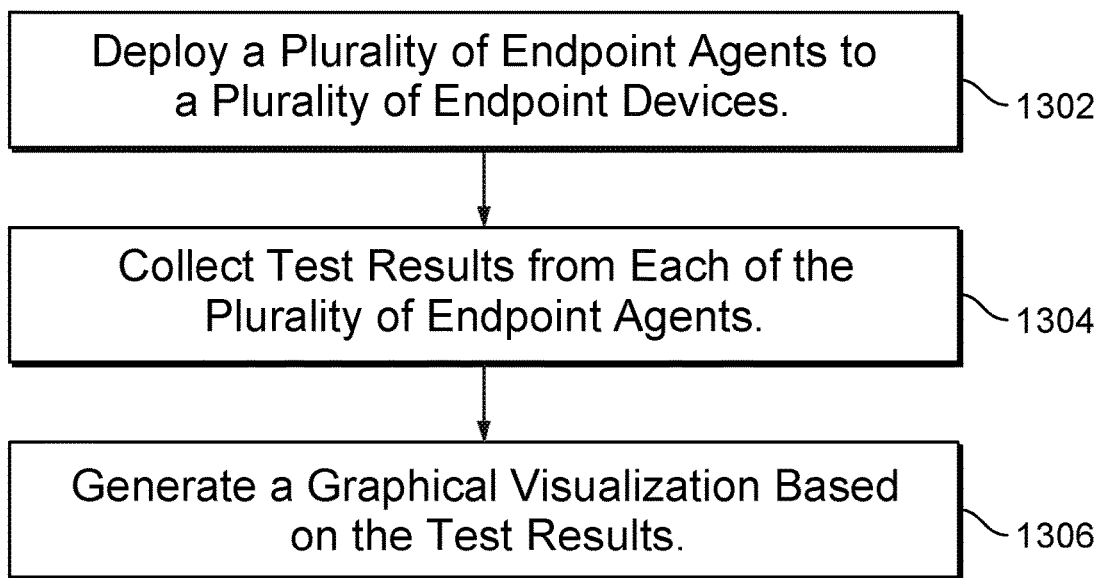 Deploy a Plurality of Endpoint Agents to
a Plurality of Endpoint Devices.
1302
Collect Test Results from Each of the
Plurality of Endpoint Agents.
1304
Generate a Graphical Visualization Based
on the Test Results.
1306